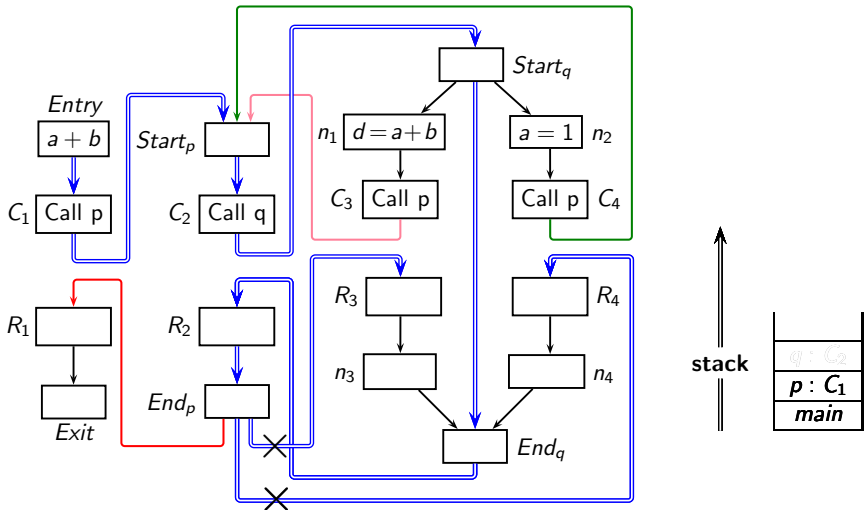 Start_q
Entry
a + b
Start_p
n_1
d = a + b
a = 1
n_2
C_1
Call p
C_2
Call q
C_3
Call p
Call p
C_4
R_1
R_2
R_3
R_4
n_3
n_4
Exit
End_p
End_q
stack
q : C_2
p : C_1
main